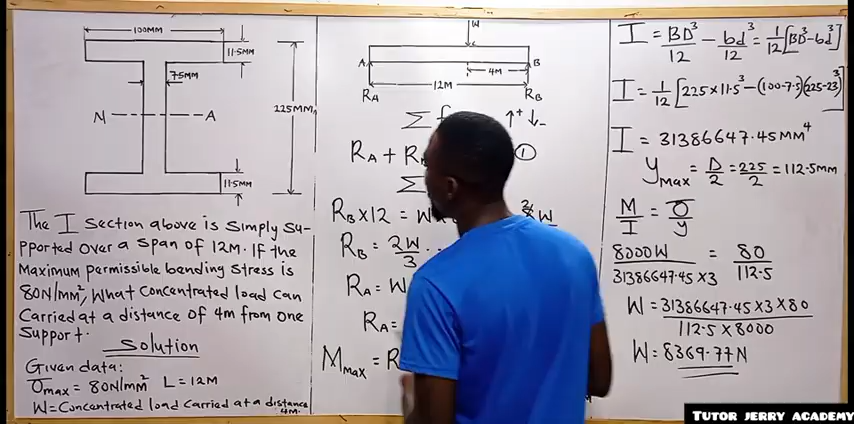 100MM
11.5MM
7.5MM
N A
225MM
11.5MM
The I Section above is Simply Su-
pported over a span of 12M. If the
Maximum permissible bending stress is
80N/mm², What concentrated load can
Carried at a distance of 4m from one
Support.
Solution
Given data:
σmax = 80N/mm² L = 12M
W = Concentrated load carried at a distance
4M.
W
A B
4M
12M
RA RB
Σ ↑+ ↓-
RA + R ①
Σ
RB × 12 = W W
RB = 2W/3
RA = W
RA =
Mmax = R
I = BD³/12 - bd³/12 = 1/12[BD³-bd³]
I = 1/12[225×11.5³-(100-7.5)(225-23)³]
I = 31386647.45MM⁴
ymax = D/2 = 225/2 = 112.5mm
M/I = σ/y
8000W/31386647.45×3 = 80/112.5
W = 31386647.45×3×80/112.5×8000
W = 8369.77N
TUTOR JERRY ACADEMY